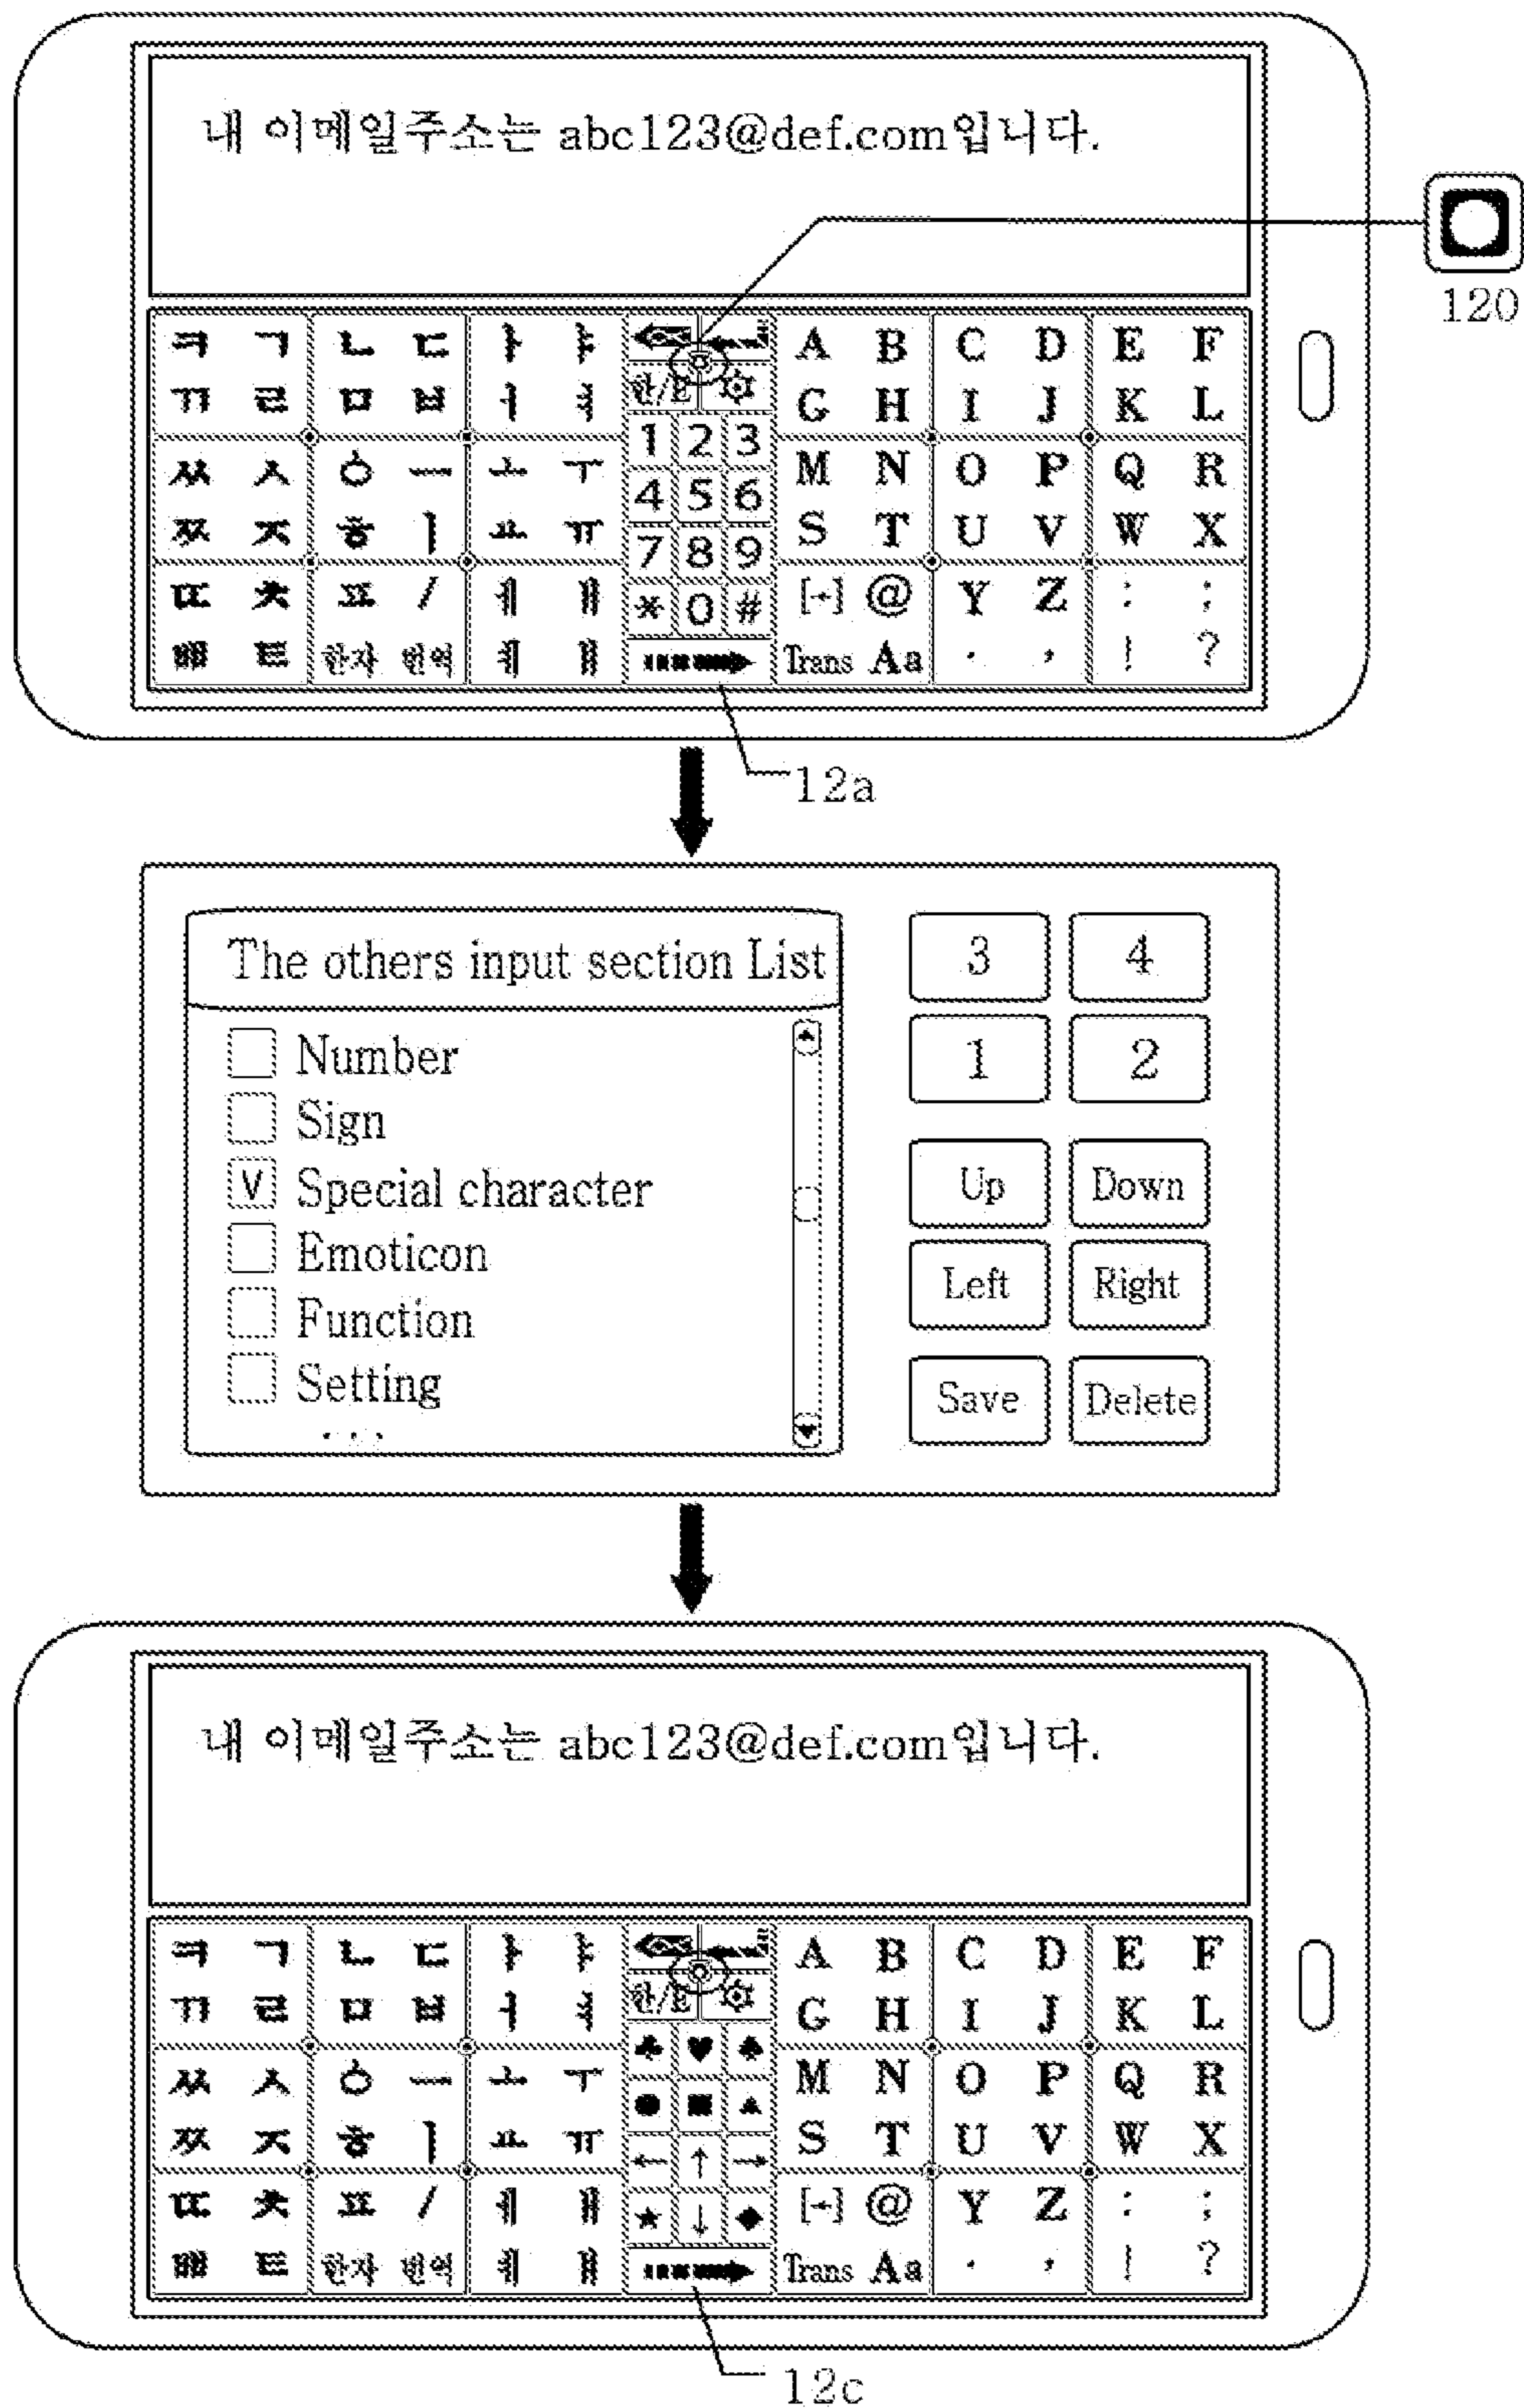 내 이메일주소는 abc123@def.com입니다.
120
ㅋ ㄱ ㄴ ㄷ ㅏ ㅑ A B C D E F
ㄲ ㄹ ㅁ ㅂ ㅓ ㅕ 한/E G H I J K L
1 2 3
ㅆ ㅅ ㅇ ㅡ ㅗ ㅜ M N O P Q R
4 5 6
ㅉ ㅈ ㅎ ㅣ ㅛ ㅠ S T U V W X
7 8 9
ㄸ ㅊ ㅍ / ㅔ ㅐ * 0 # @ Y Z : ;
ㅃ ㅌ 한자 번역 ㅖ ㅒ Trans Aa . , ! ?
12a
The others input section List
Number
Sign
V Special character
Emoticon
Function
Setting
...
3 4
1 2
Up Down
Left Right
Save Delete
내 이메일주소는 abc123@def.com입니다.
ㅋ ㄱ ㄴ ㄷ ㅏ ㅑ A B C D E F
ㄲ ㄹ ㅁ ㅂ ㅓ ㅕ 한/E G H I J K L
♣ ♥ ♠
ㅆ ㅅ ㅇ ㅡ ㅗ ㅜ M N O P Q R
● ■ ▲
ㅉ ㅈ ㅎ ㅣ ㅛ ㅠ S T U V W X
← ↑ →
ㄸ ㅊ ㅍ / ㅔ ㅐ ★ ↓ ◆ @ Y Z : ;
ㅃ ㅌ 한자 번역 ㅖ ㅒ Trans Aa . , ! ?
12c